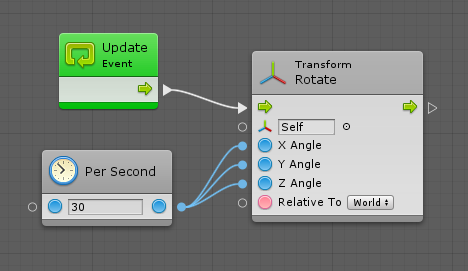 Update
Event
Transform
Rotate
Self
X Angle
Y Angle
Z Angle
Relative To World
Per Second
30